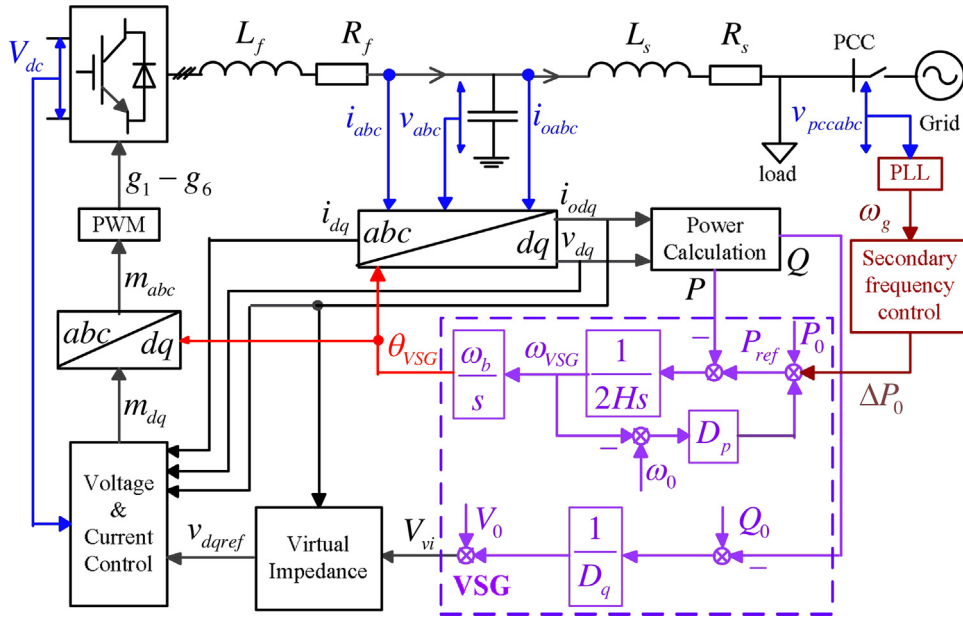 L_f
R_f
L_s
R_s
PCC
V_dc
i_abc
v_abc
i_oabc
v_pccabc
Grid
load
PLL
g_1 − g_6
ω_g
PWM
i_dq
abc
dq
i_odq
v_dq
Power
Calculation
Q
Secondary
frequency
control
m_abc
P
abc
dq
θ_VSG
ω_b
s
ω_VSG
1
2Hs
−
P_ref
P_0
ΔP_0
m_dq
−
D_p
ω_0
Voltage
&
Current
Control
v_dqref
Virtual
Impedance
V_vi
V_0
VSG
1
D_q
Q_0
−